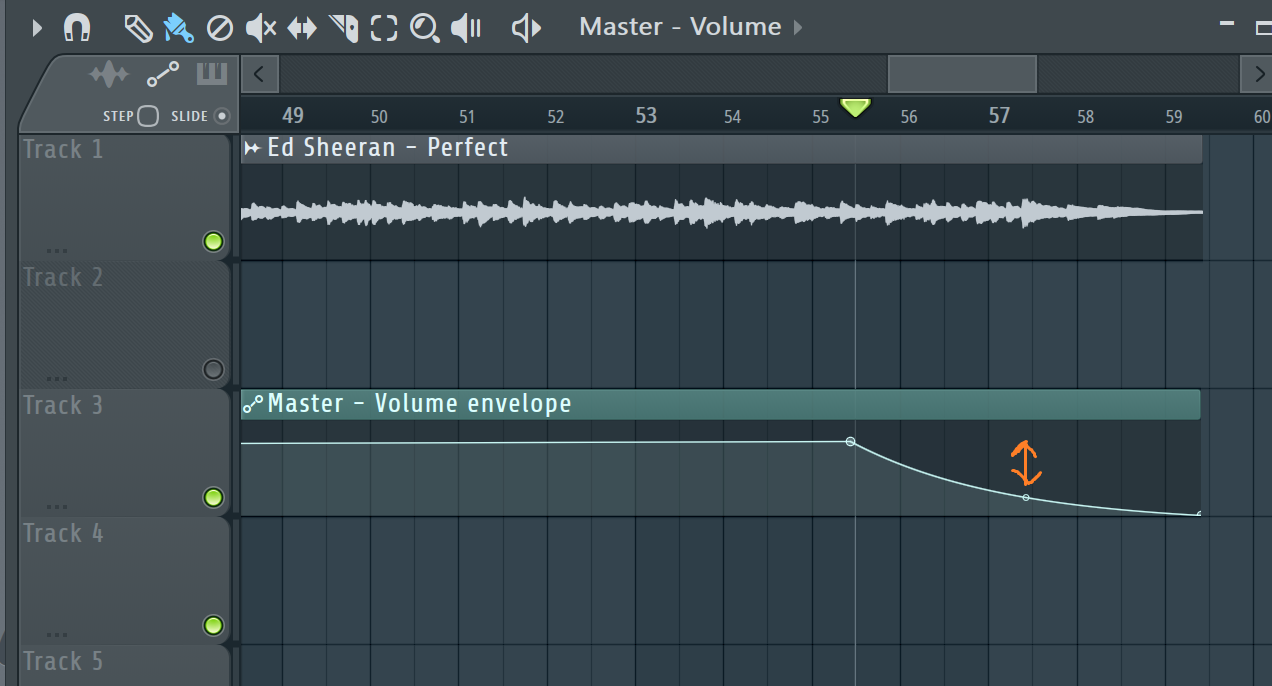 Master - Volume
STEP SLIDE
49 50 51 52 53 54 55 56 57 58 59 60
Track 1
Ed Sheeran - Perfect
Track 2
Track 3
Master - Volume envelope
Track 4
Track 5